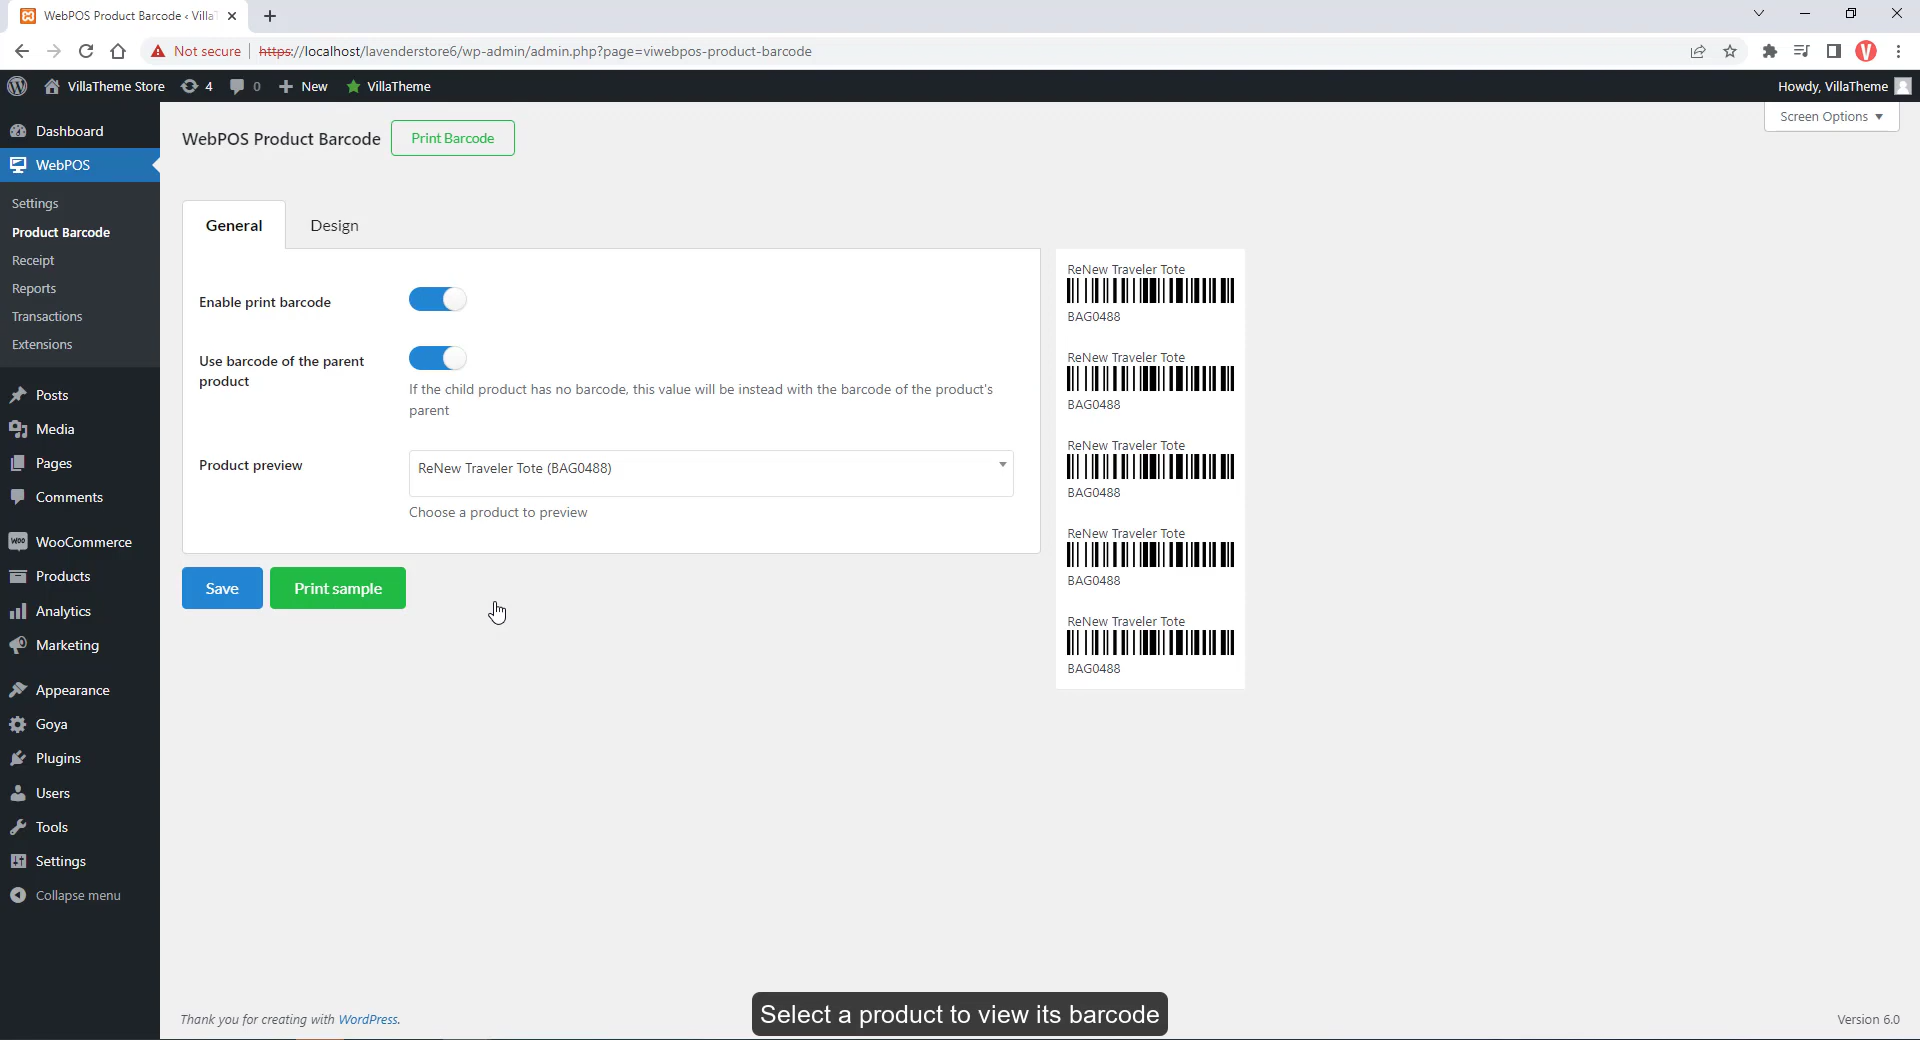 WebPOS Product Barcode ‹ Villa
Not secure
https://localhost/lavenderstore6/wp-admin/admin.php?page=viwebpos-product-barcode
V
VillaTheme Store
4
0
New
VillaTheme
Howdy, VillaTheme
Dashboard
WebPOS
Settings
Product Barcode
Receipt
Reports
Transactions
Extensions
Posts
Media
Pages
Comments
WooCommerce
Products
Analytics
Marketing
Appearance
Goya
Plugins
Users
Tools
Settings
Collapse menu
WebPOS Product Barcode
Print Barcode
Screen Options
General
Design
Enable print barcode
Use barcode of the parent
product
If the child product has no barcode, this value will be instead with the barcode of the product's
parent
Product preview
ReNew Traveler Tote (BAG0488)
Choose a product to preview
Save
Print sample
ReNew Traveler Tote
BAG0488
ReNew Traveler Tote
BAG0488
ReNew Traveler Tote
BAG0488
ReNew Traveler Tote
BAG0488
ReNew Traveler Tote
BAG0488
Thank you for creating with WordPress.
Select a product to view its barcode
Version 6.0